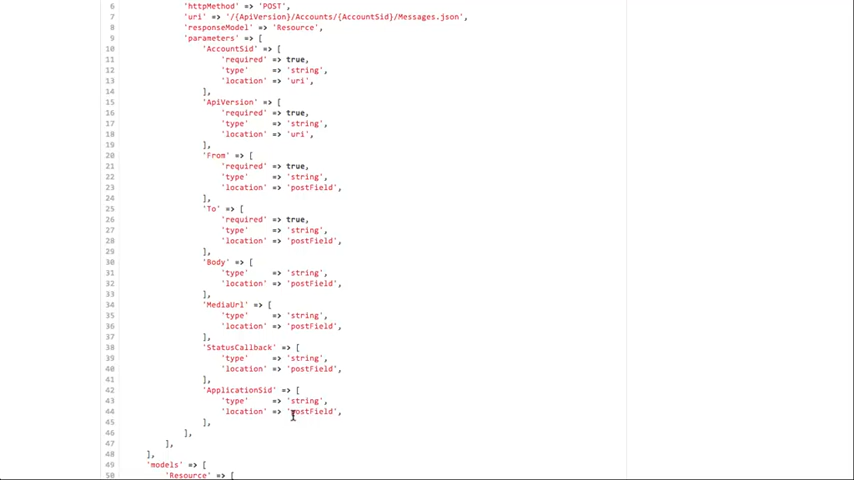 6 'httpMethod' => 'POST',
7 'uri' => '/{ApiVersion}/Accounts/{AccountSid}/Messages.json',
8 'responseModel' => 'Resource',
9 'parameters' => [
10 'AccountSid' => [
11 'required' => true,
12 'type' => 'string',
13 'location' => 'uri',
14 ],
15 'ApiVersion' => [
16 'required' => true,
17 'type' => 'string',
18 'location' => 'uri',
19 ],
20 'From' => [
21 'required' => true,
22 'type' => 'string',
23 'location' => 'postField',
24 ],
25 'To' => [
26 'required' => true,
27 'type' => 'string',
28 'location' => 'postField',
29 ],
30 'Body' => [
31 'type' => 'string',
32 'location' => 'postField',
33 ],
34 'MediaUrl' => [
35 'type' => 'string',
36 'location' => 'postField',
37 ],
38 'StatusCallback' => [
39 'type' => 'string',
40 'location' => 'postField',
41 ],
42 'ApplicationSid' => [
43 'type' => 'string',
44 'location' => 'postField',
45 ],
46 ],
47 ],
48 ],
49 'models' => [
50 'Resource' => [